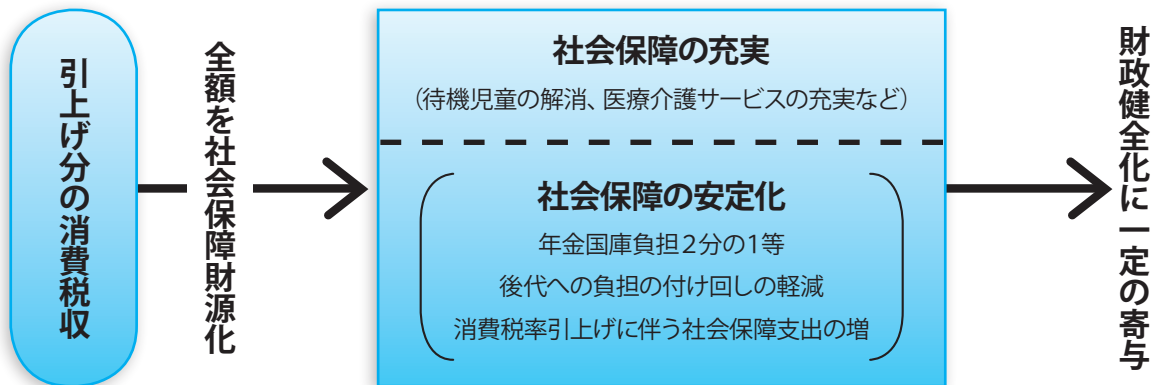 引上げ分の消費税収
全額を社会保障財源化
社会保障の充実
(待機児童の解消、医療介護サービスの充実など)
社会保障の安定化
年金国庫負担2分の1等
後代への負担の付け回しの軽減
消費税率引上げに伴う社会保障支出の増
財政健全化に一定の寄与